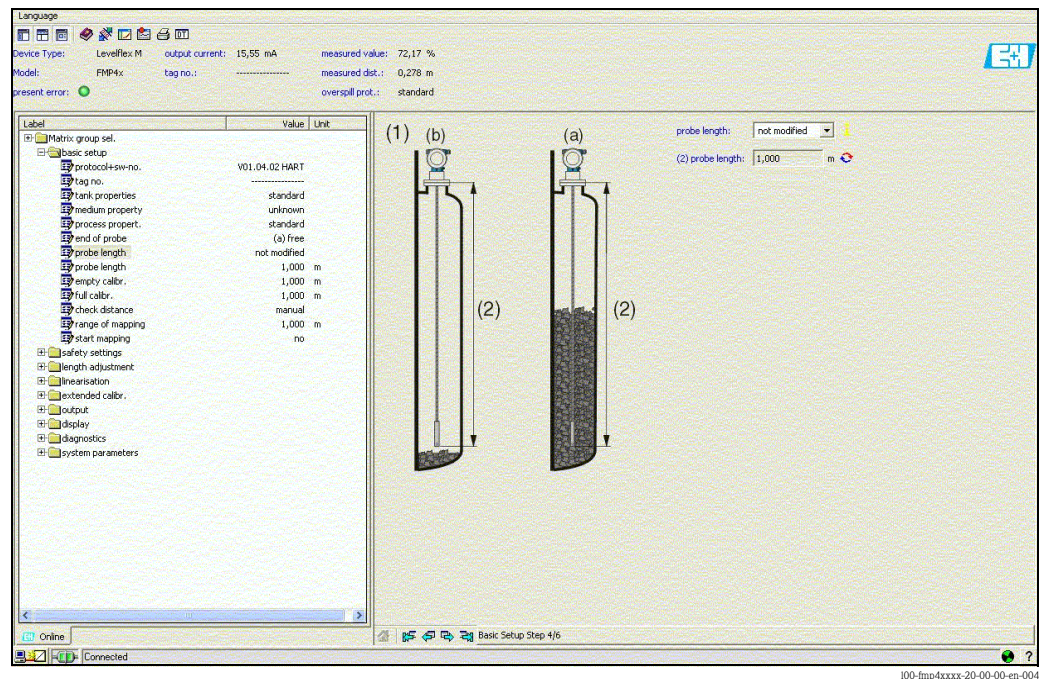 Language
Device Type: Levelflex M output current: 15,55 mA measured value: 72,17 %
Model: FMP4x tag no.: ---------------- measured dist.: 0,278 m
present error: overspill prot.: standard
E+H
Label Value Unit
Matrix group sel.
basic setup
protocol+sw-no. V01.04.02 HART
tag no. ----------------
tank properties standard
medium property unknown
process propert. standard
end of probe (a) free
probe length not modified
probe length 1,000 m
empty calibr. 1,000 m
full calibr. 1,000 m
check distance manual
range of mapping 1,000 m
start mapping no
safety settings
length adjustment
linearisation
extended calibr.
output
display
diagnostics
system parameters
(1) (b) (a)
(2) (2)
probe length: not modified
(2) probe length: 1,000 m
Online
Basic Setup Step 4/6
Connected
?
l00-fmp4xxxx-20-00-00-en-004